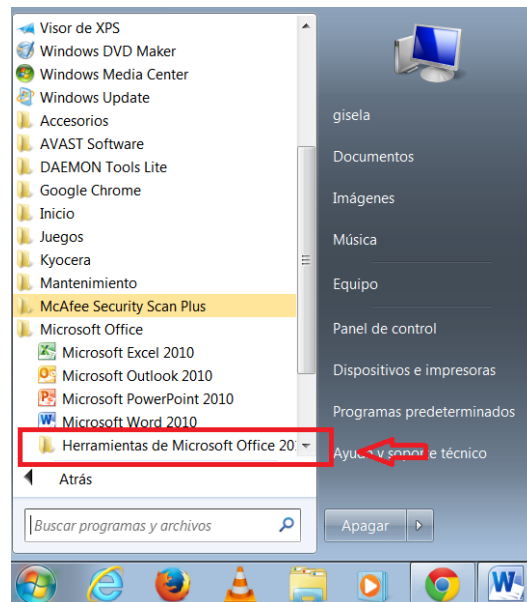 Visor de XPS
Windows DVD Maker
Windows Media Center
Windows Update
Accesorios
AVAST Software
DAEMON Tools Lite
Google Chrome
Inicio
Juegos
Kyocera
Mantenimiento
McAfee Security Scan Plus
Microsoft Office
Microsoft Excel 2010
Microsoft Outlook 2010
Microsoft PowerPoint 2010
Microsoft Word 2010
Herramientas de Microsoft Office 20
Atrás
Buscar programas y archivos
gisela
Documentos
Imágenes
Música
Equipo
Panel de control
Dispositivos e impresoras
Programas predeterminados
Ayuda y soporte técnico
Apagar